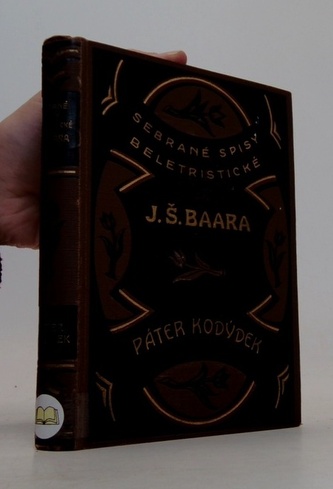 SEBRANÉ SPISY
BELETRISTICKÉ
J.Š.BAARA
PÁTER KODÝDEK